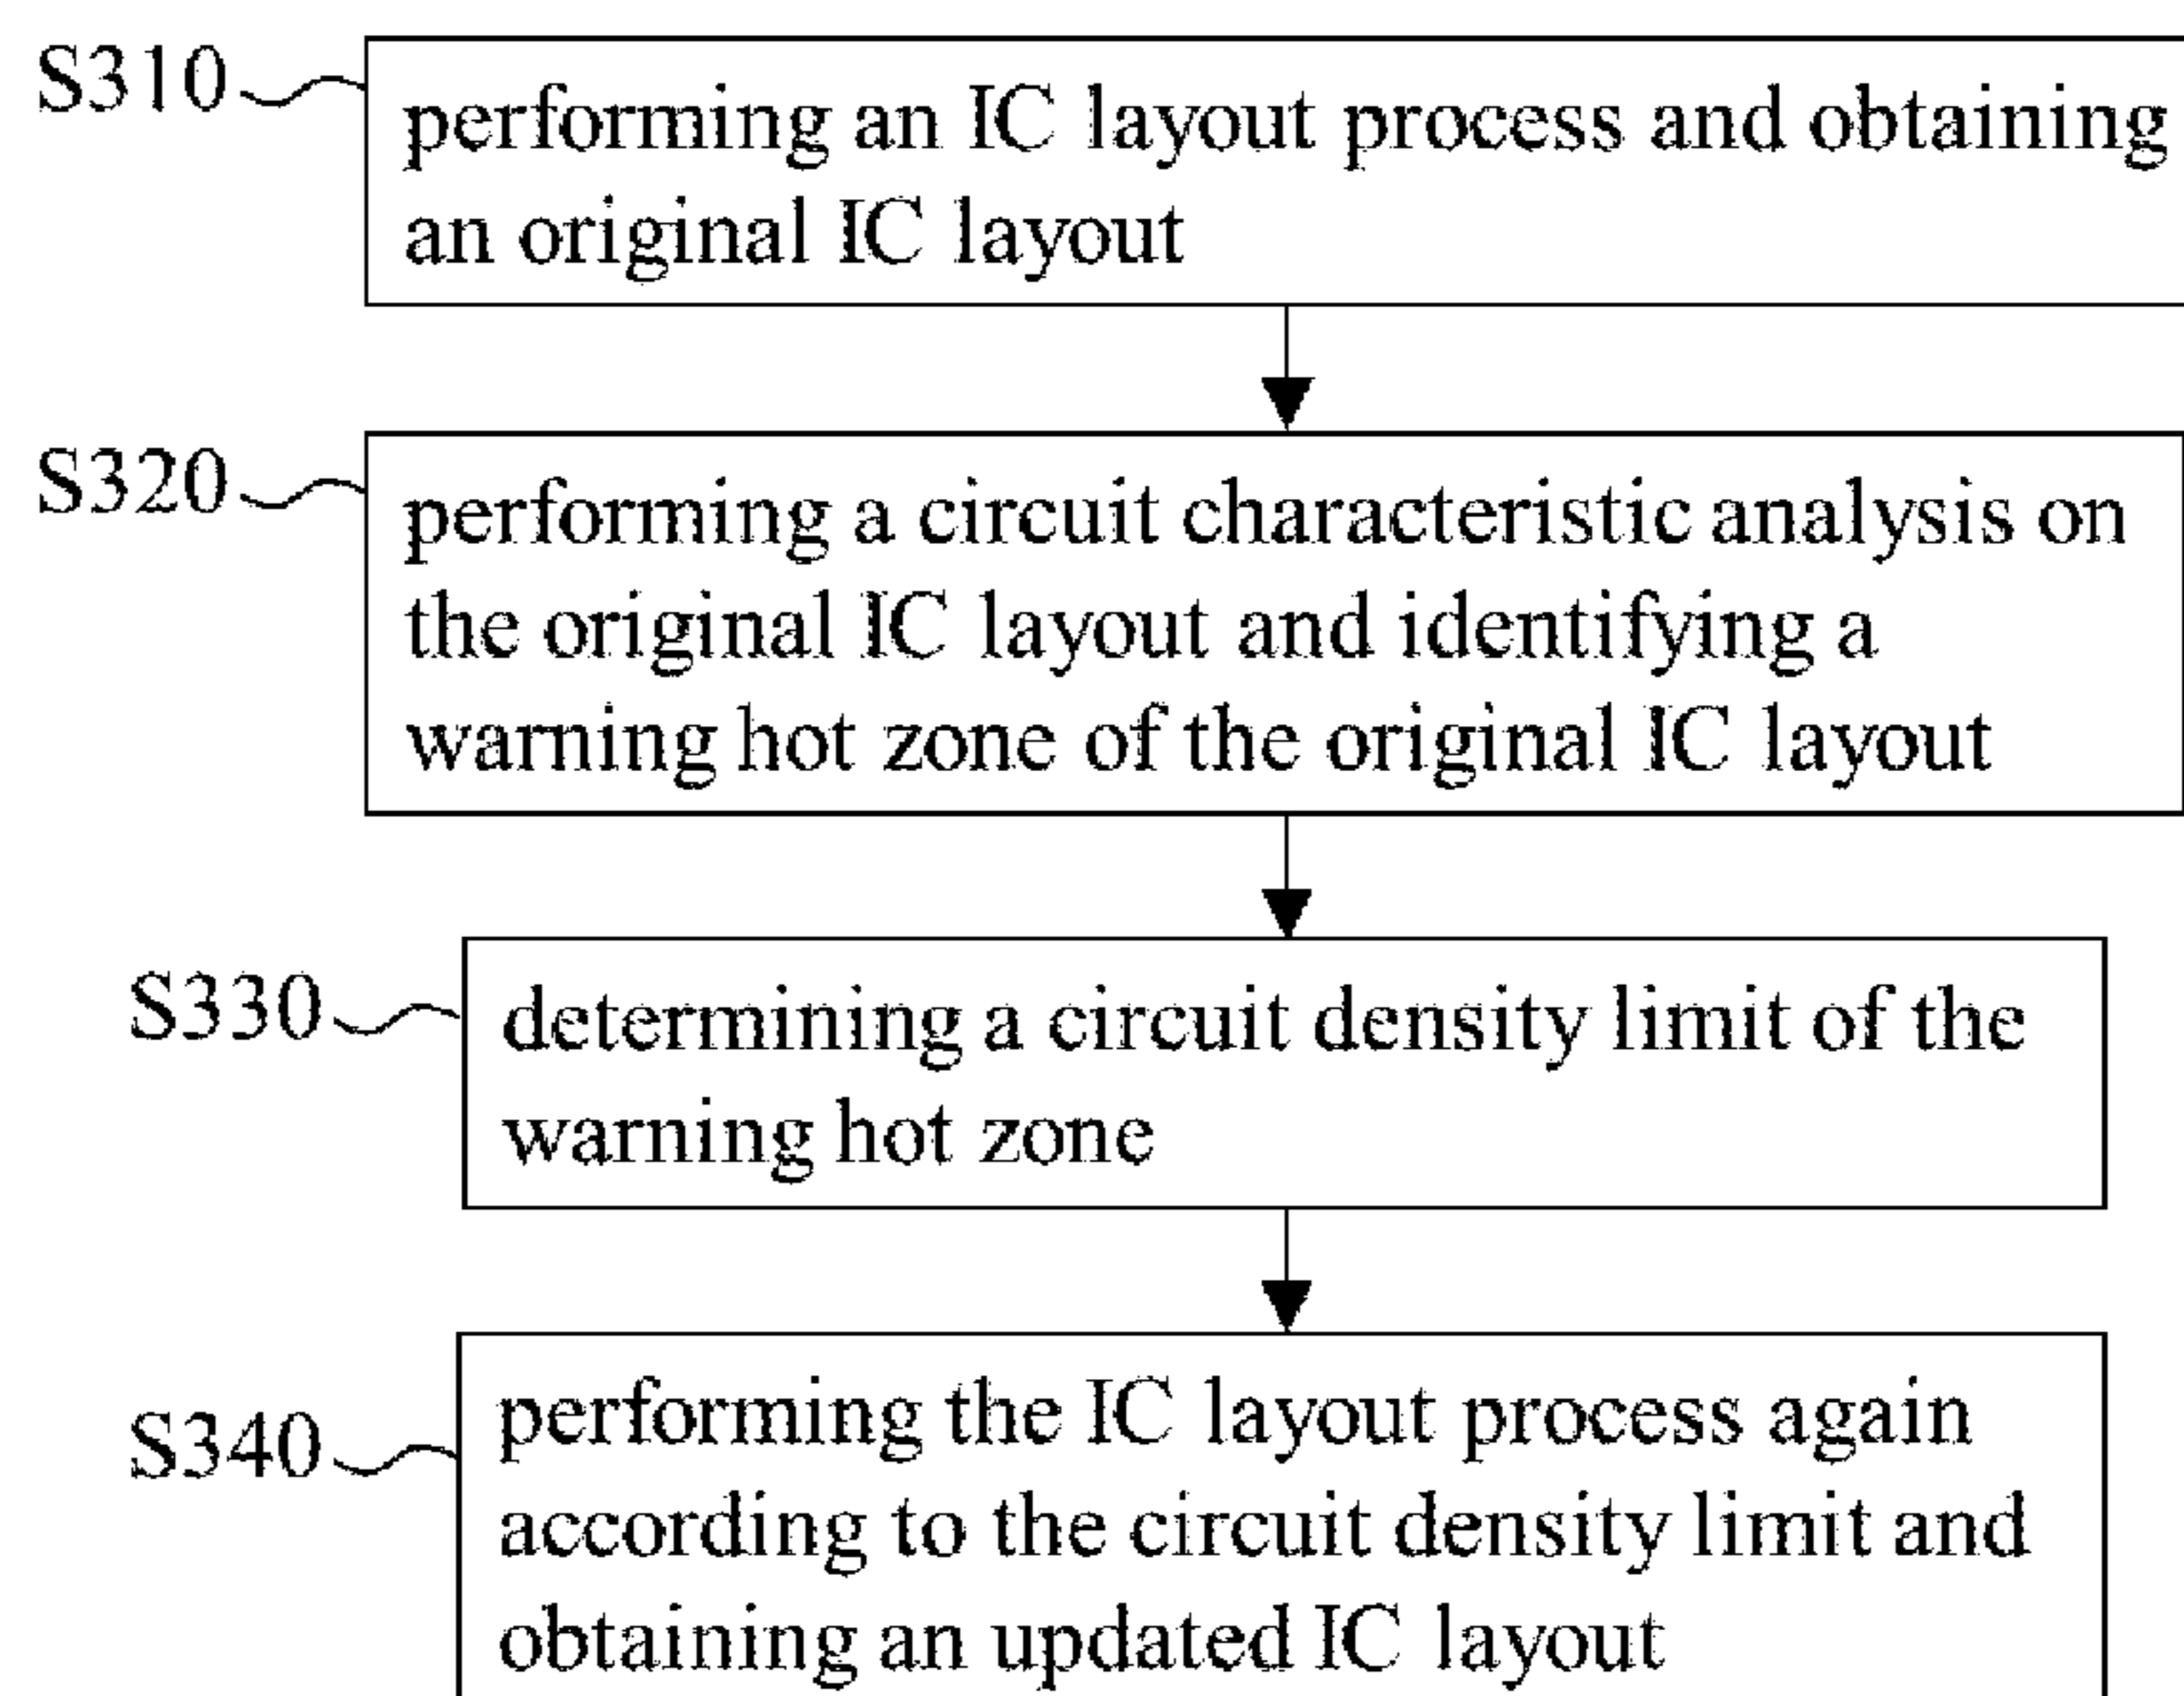 S310
performing an IC layout process and obtaining
an original IC layout
S320
performing a circuit characteristic analysis on
the original IC layout and identifying a
warning hot zone of the original IC layout
S330
determining a circuit density limit of the
warning hot zone
S340
performing the IC layout process again
according to the circuit density limit and
obtaining an updated IC layout